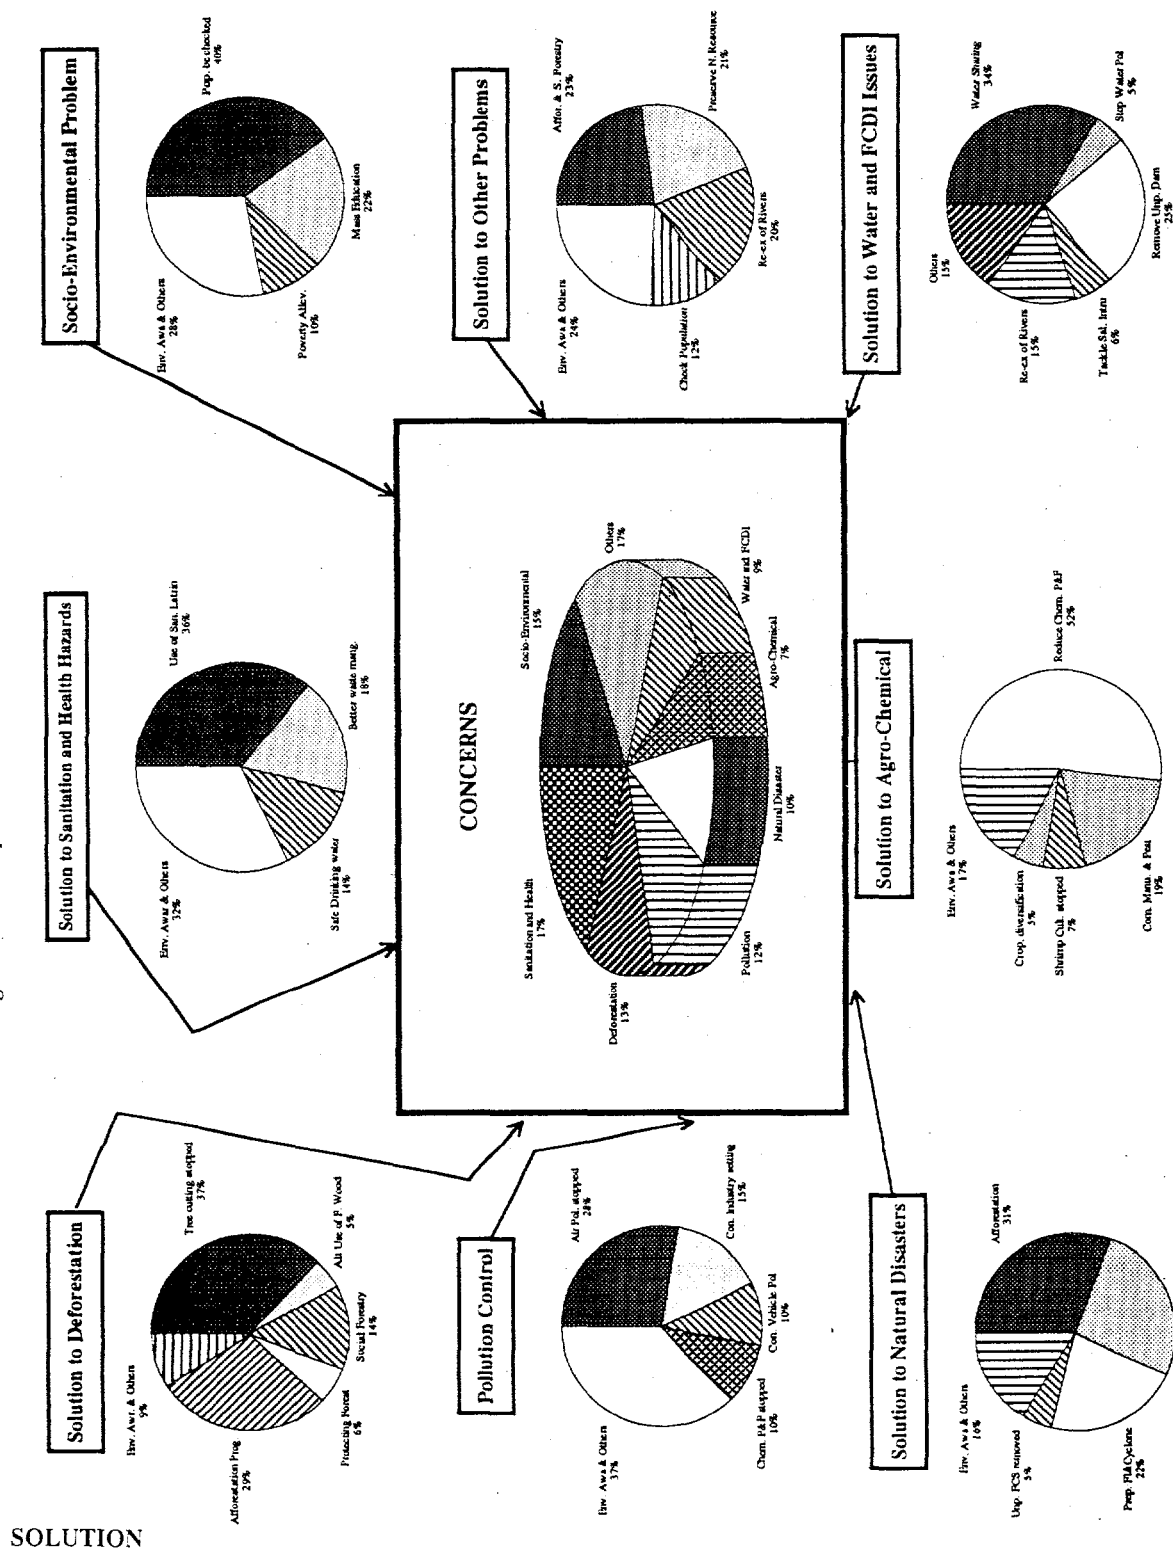 SOLUTION
Solution to Deforestation
Tree cutting stopped
37%
Alt Use of F. Wood
5%
Social Forestry
14%
Protecting Forest
6%
Afforestation Prog
29%
Env. Awr. & Others
9%
Solution to Sanitation and Health Hazards
Use of San. Latrin
36%
Better waste mang.
18%
Safe Drinking water
14%
Env. Awar & Others
32%
Socio-Environmental Problem
Pop. be checked
40%
Mass Education
22%
Poverty Allev.
10%
Env. Awa & Others
28%
Pollution Control
Air Pol. stopped
28%
Con. Industry setting
15%
Con. Vehicle Pol
10%
Chem. P&F stopped
10%
Env. Awa & Others
37%
CONCERNS
Socio-Environmental
15%
Others
17%
Water and FCDI
9%
Agro-Chemical
7%
Natural Disaster
10%
Pollution
12%
Deforestation
13%
Sanitation and Health
17%
Solution to Other Problems
Affor. & S. Forestry
23%
Preserve N. Resource
21%
Re-ex of Rivers
20%
Check Population
12%
Env. Awa & Others
24%
Solution to Natural Disasters
Afforestation
31%
Prep. Fl&Cyclone
22%
Unp. FCS removed
5%
Env. Awa & Others
16%
Solution to Agro-Chemical
Reduce Chem. P&F
52%
Com. Manu. & Pest
19%
Shrimp Cult. stopped
7%
Crop. diversification
5%
Env. Awa & Others
17%
Solution to Water and FCDI Issues
Water Sharing
34%
Stop Water Pol
5%
Remove Unp. Dam
25%
Tackle Sal. Intru
6%
Re-ex of Rivers
15%
Others
15%